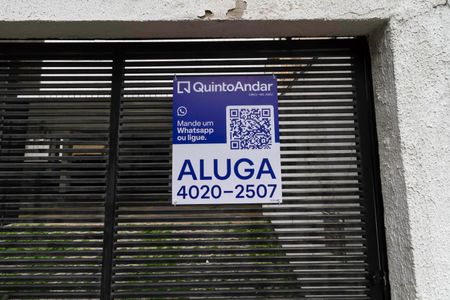 QuintoAndar
Mande um
Whatsapp
ou ligue.
ALUGA
4020-2507